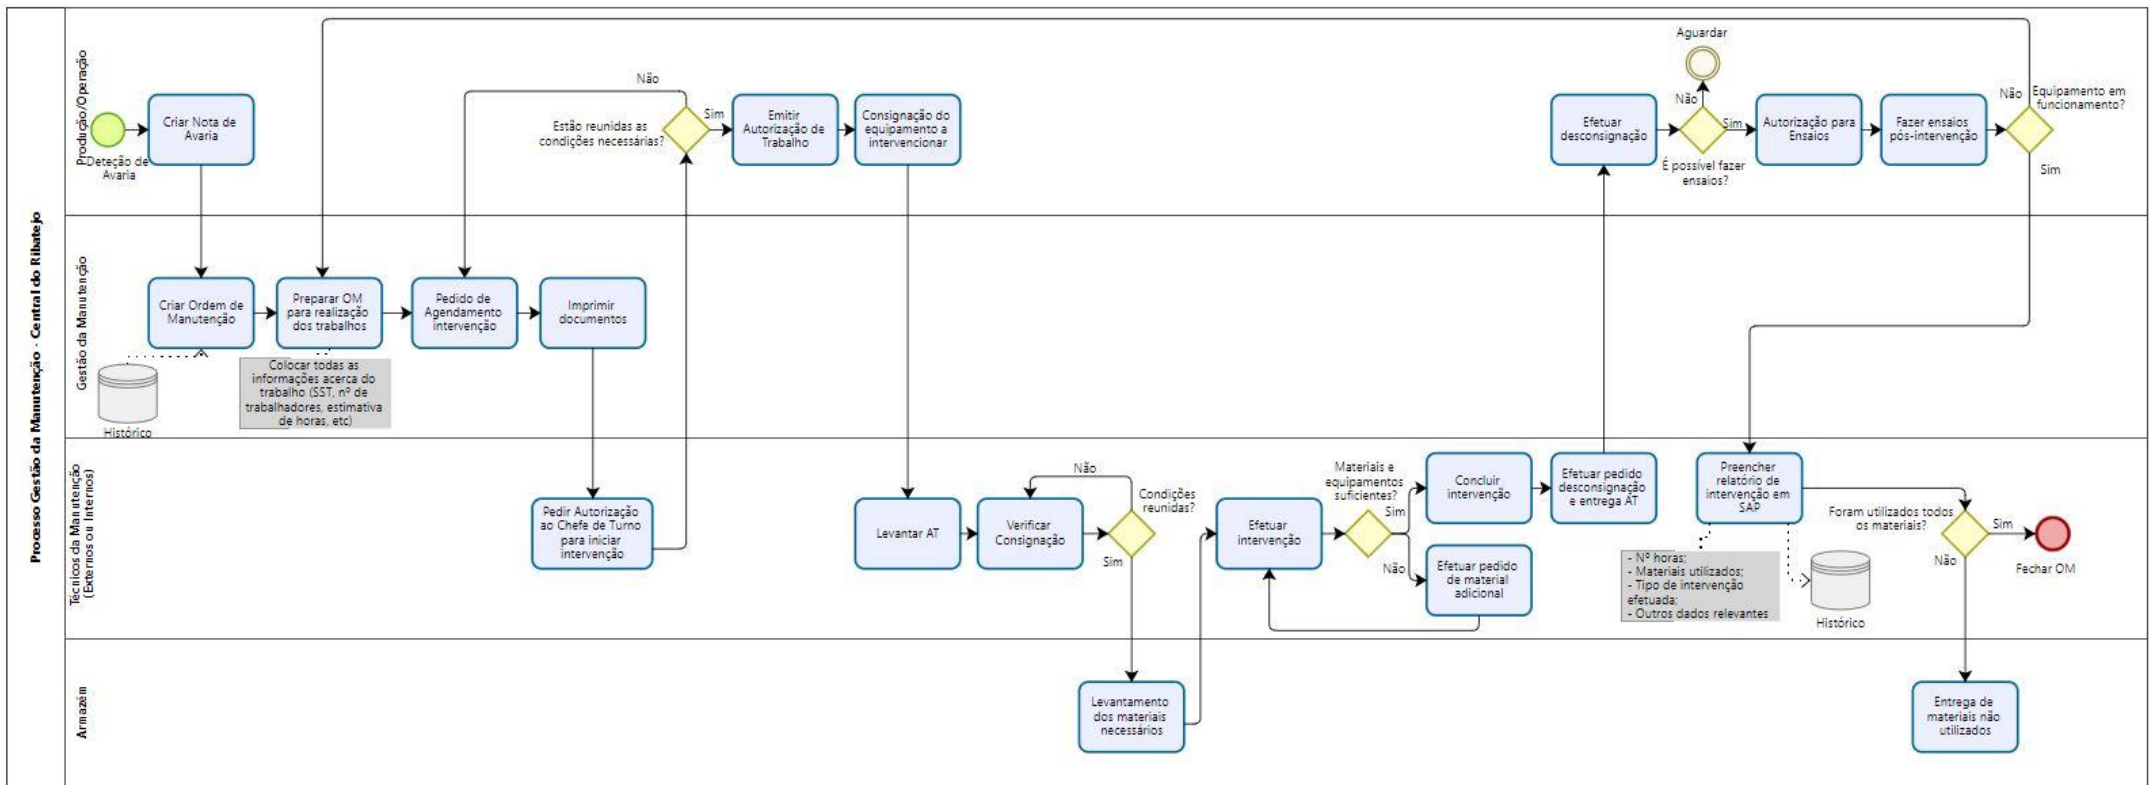 Processo Gestão da Manutenção - Central do Ribatejo
Produção/Operação
Deteção de
Avaria
Criar Nota de
Avaria
Não
Estão reunidas as
condições necessárias?
Sim
Emitir
Autorização de
Trabalho
Consignação do
equipamento a
intervencionar
Efetuar
desconsignação
Aguardar
Não
Sim
É possível fazer
ensaios?
Autorização para
Ensaios
Fazer ensaios
pós-intervenção
Não
Equipamento em
funcionamento?
Sim
Gestão da Manutenção
Criar Ordem de
Manutenção
Preparar OM
para realização
dos trabalhos
Pedido de
Agendamento
intervenção
Imprimir
documentos
Histórico
Colocar todas as
informações acerca do
trabalho (SST, nº de
trabalhadores, estimativa
de horas, etc)
Técnicos da Manutenção
(Externos ou Internos)
Pedir Autorização
ao Chefe de Turno
para iniciar
intervenção
Levantar AT
Verificar
Consignação
Não
Condições
reunidas?
Sim
Efetuar
intervenção
Materiais e
equipamentos
suficientes?
Sim
Não
Concluir
intervenção
Efetuar pedido
de material
adicional
Efetuar pedido
desconsignação
e entrega AT
Preencher
relatório de
intervenção em
SAP
- Nº horas;
- Materiais utilizados;
- Tipo de intervenção
efetuada;
- Outros dados relevantes
Histórico
Foram utilizados todos
os materiais?
Sim
Não
Fechar OM
Armazém
Levantamento
dos materiais
necessários
Entrega de
materiais não
utilizados